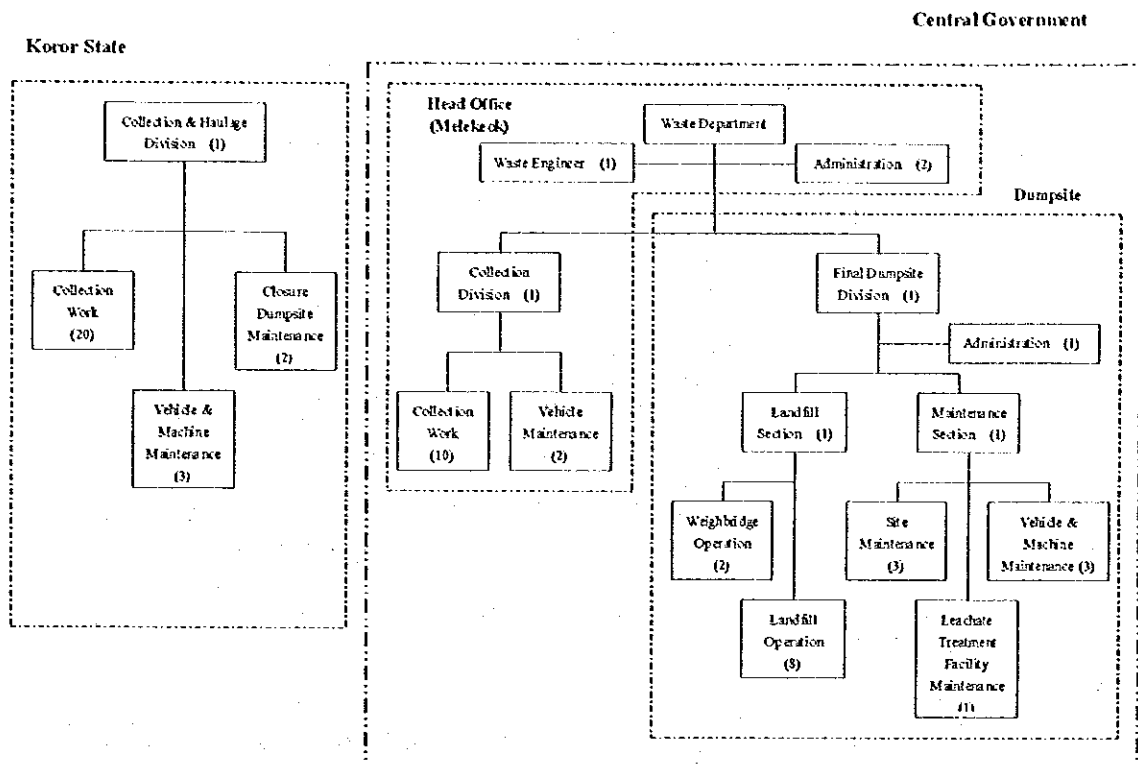 Central Government
Koror State
Collection & Haulage
Division (1)
Collection
Work
(20)
Closure
Dumpsite
Maintenance
(2)
Vehicle &
Machine
Maintenance
(3)
Head Office
(Melekeok)
Waste Department
Waste Engineer (1)
Administration (2)
Dumpsite
Collection
Division (1)
Final Dumpsite
Division (1)
Administration (1)
Collection
Work
(10)
Vehicle
Maintenance
(2)
Landfill
Section (1)
Maintenance
Section (1)
Weighbridge
Operation
(2)
Site
Maintenance
(3)
Vehicle &
Machine
Maintenance (3)
Landfill
Operation
(8)
Leachate
Treatment
Facility
Maintenance
(1)